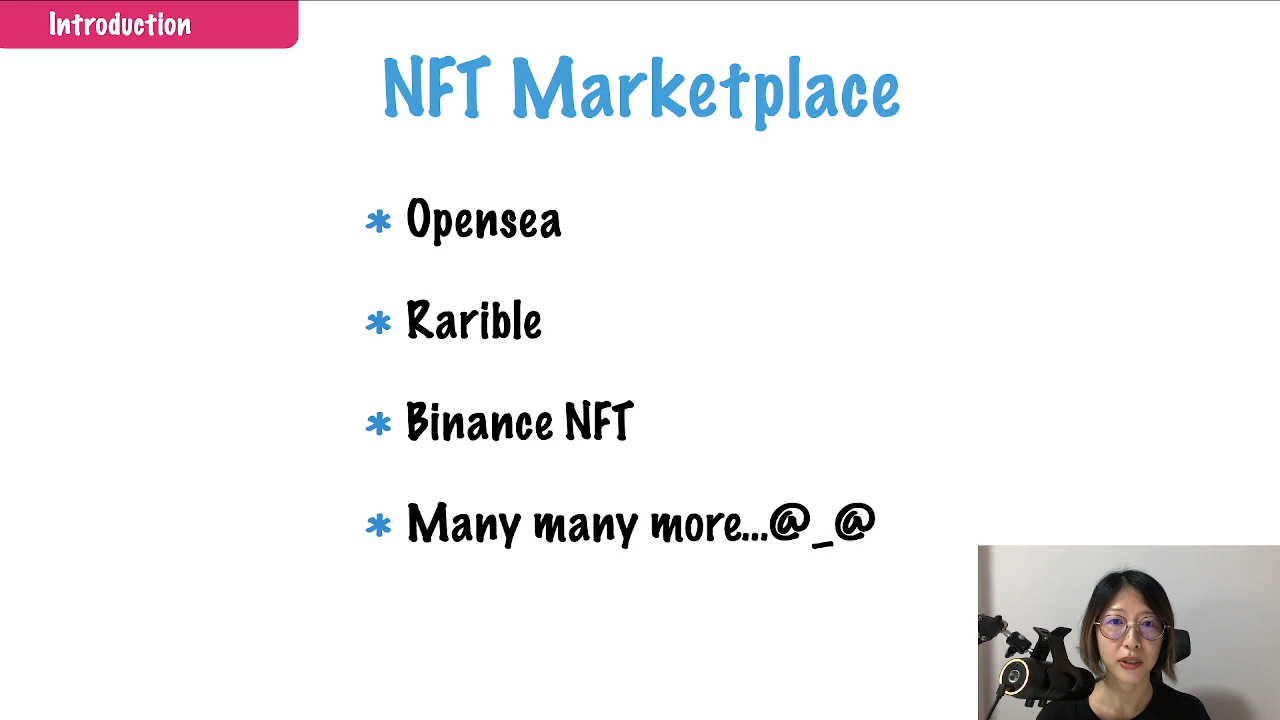 Introduction
NFT Marketplace
* Opensea
* Rarible
* Binance NFT
* Many many more...@_@